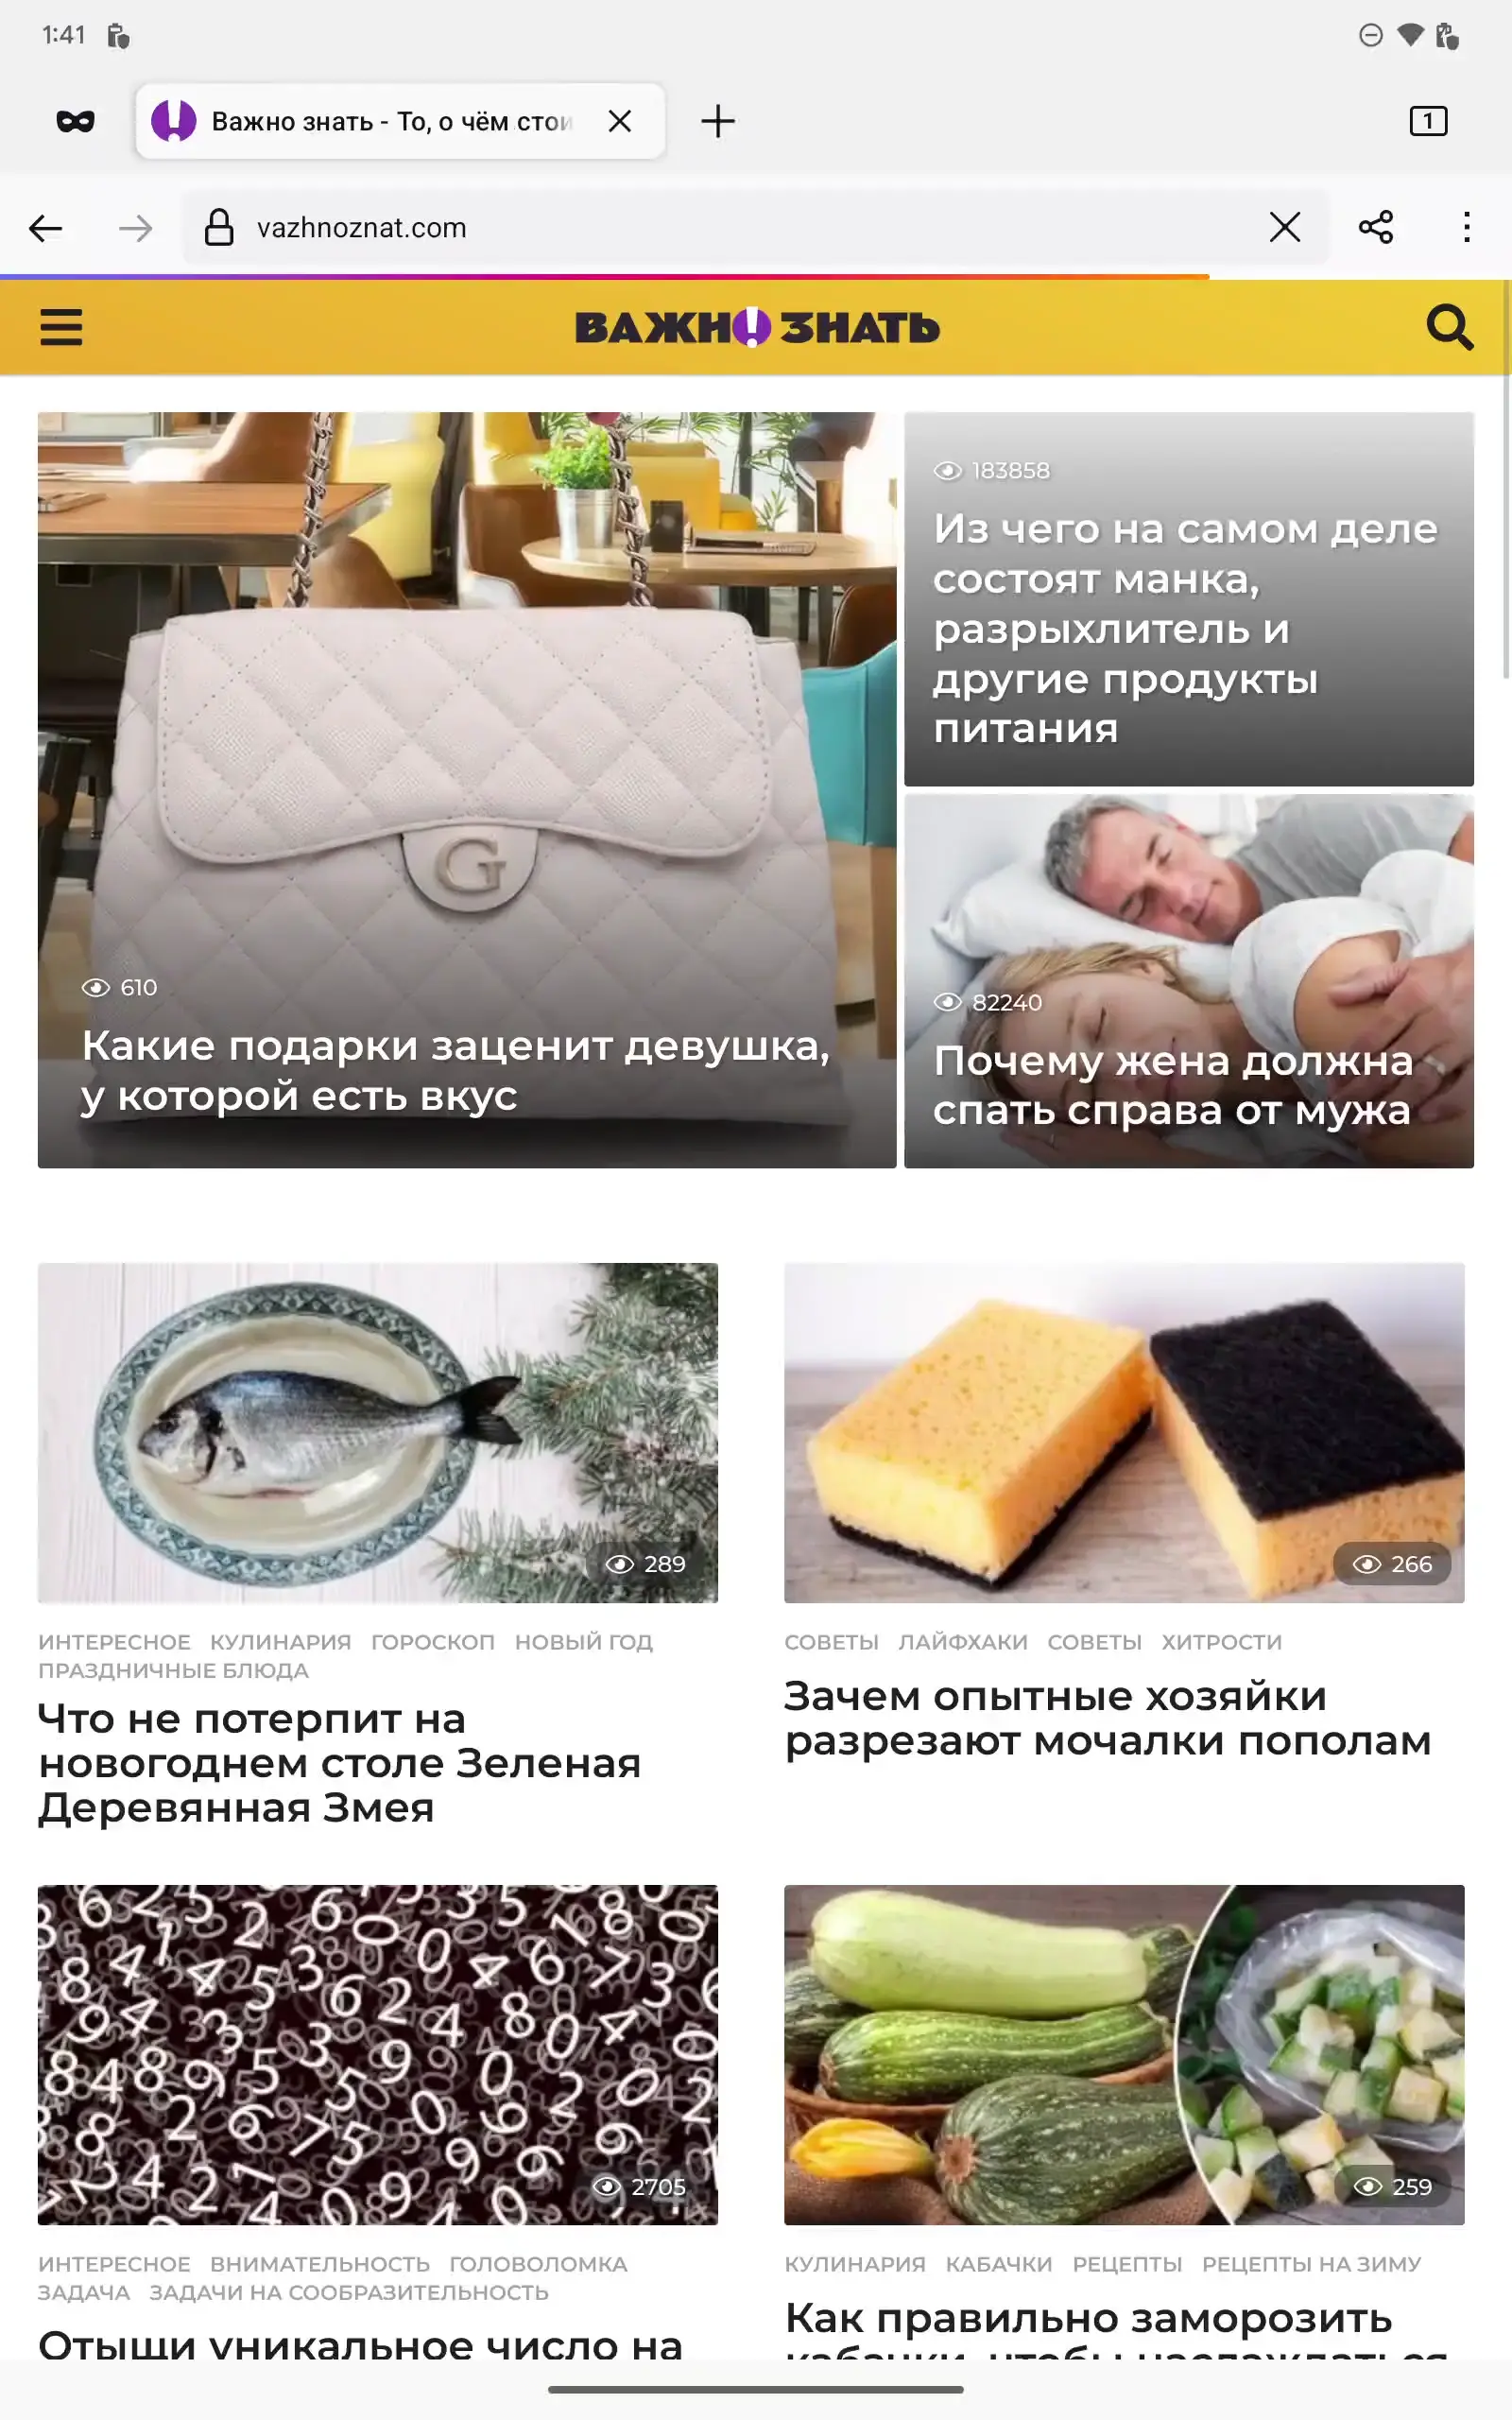 1:41
Важно знать - То, о чём стои
1
vazhnoznat.com
ВАЖН!ЗНАТЬ
183858
Из чего на самом деле
состоят манка,
разрыхлитель и
другие продукты
питания
G
610
Какие подарки заценит девушка,
у которой есть вкус
82240
Почему жена должна
спать справа от мужа
289
ИНТЕРЕСНОЕ КУЛИНАРИЯ ГОРОСКОП НОВЫЙ ГОД
ПРАЗДНИЧНЫЕ БЛЮДА
Что не потерпит на
новогоднем столе Зеленая
Деревянная Змея
266
СОВЕТЫ ЛАЙФХАКИ СОВЕТЫ ХИТРОСТИ
Зачем опытные хозяйки
разрезают мочалки пополам
2705
ИНТЕРЕСНОЕ ВНИМАТЕЛЬНОСТЬ ГОЛОВОЛОМКА
ЗАДАЧА ЗАДАЧИ НА СООБРАЗИТЕЛЬНОСТЬ
Отыщи уникальное число на
259
КУЛИНАРИЯ КАБАЧКИ РЕЦЕПТЫ РЕЦЕПТЫ НА ЗИМУ
Как правильно заморозить
кабачки, чтобы наслаждаться